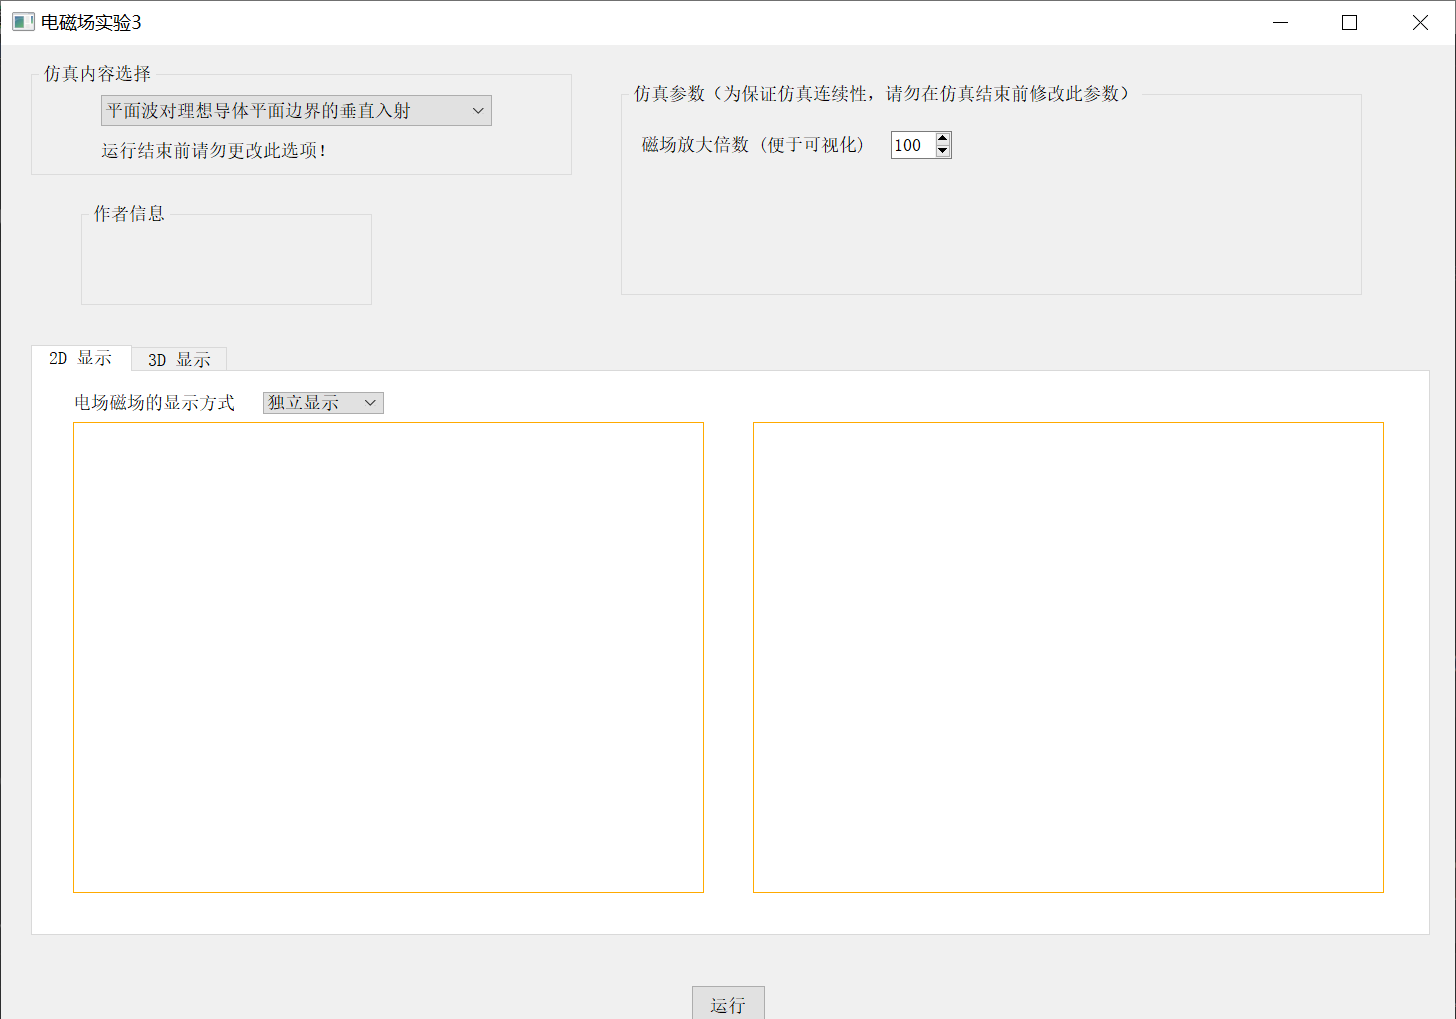 电磁场实验3
仿真内容选择
平面波对理想导体平面边界的垂直入射
运行结束前请勿更改此选项！
仿真参数（为保证仿真连续性，请勿在仿真结束前修改此参数）
磁场放大倍数 (便于可视化) 100
作者信息
2D 显示 3D 显示
电场磁场的显示方式 独立显示
运行